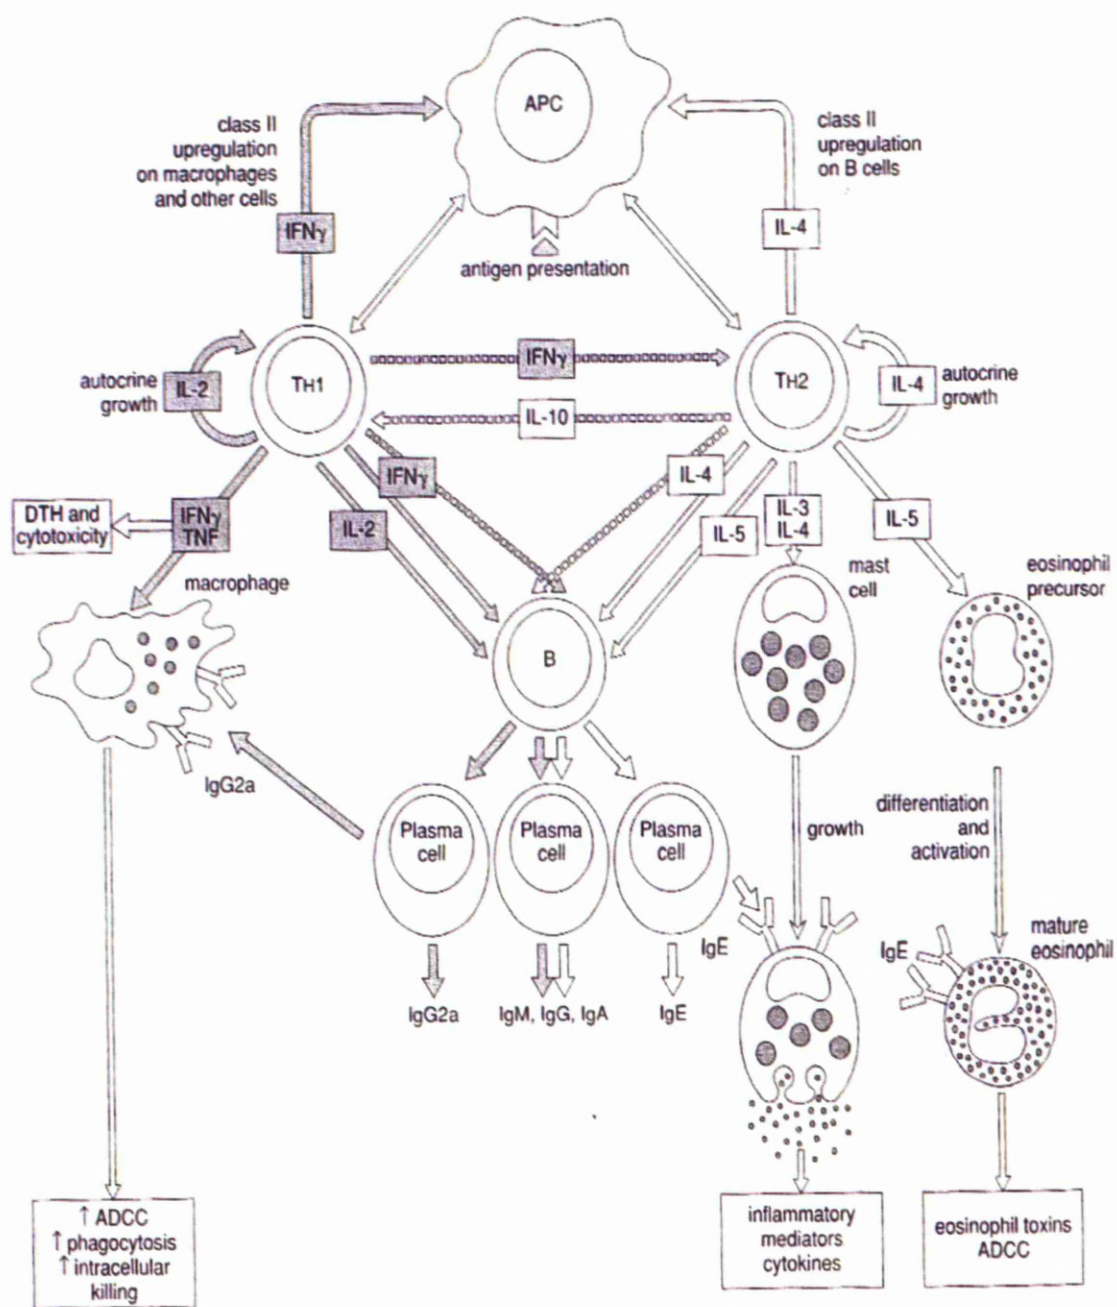 APC
class II
upregulation
on macrophages
and other cells
class II
upregulation
on B cells
IFNγ
IL-4
antigen presentation
TH1
IFNγ
TH2
autocrine
growth
IL-2
IL-4
autocrine
growth
IL-10
IFNγ
IL-4
DTH and
cytotoxicity
IFNγ
TNF
IL-2
IL-5
IL-3
IL-4
IL-5
macrophage
mast
cell
eosinophil
precursor
B
IgG2a
Plasma
cell
Plasma
cell
Plasma
cell
growth
differentiation
and
activation
IgE
IgE
mature
eosinophil
IgG2a
IgM, IgG, IgA
IgE
↑ ADCC
↑ phagocytosis
↑ intracellular
killing
inflammatory
mediators
cytokines
eosinophil toxins
ADCC